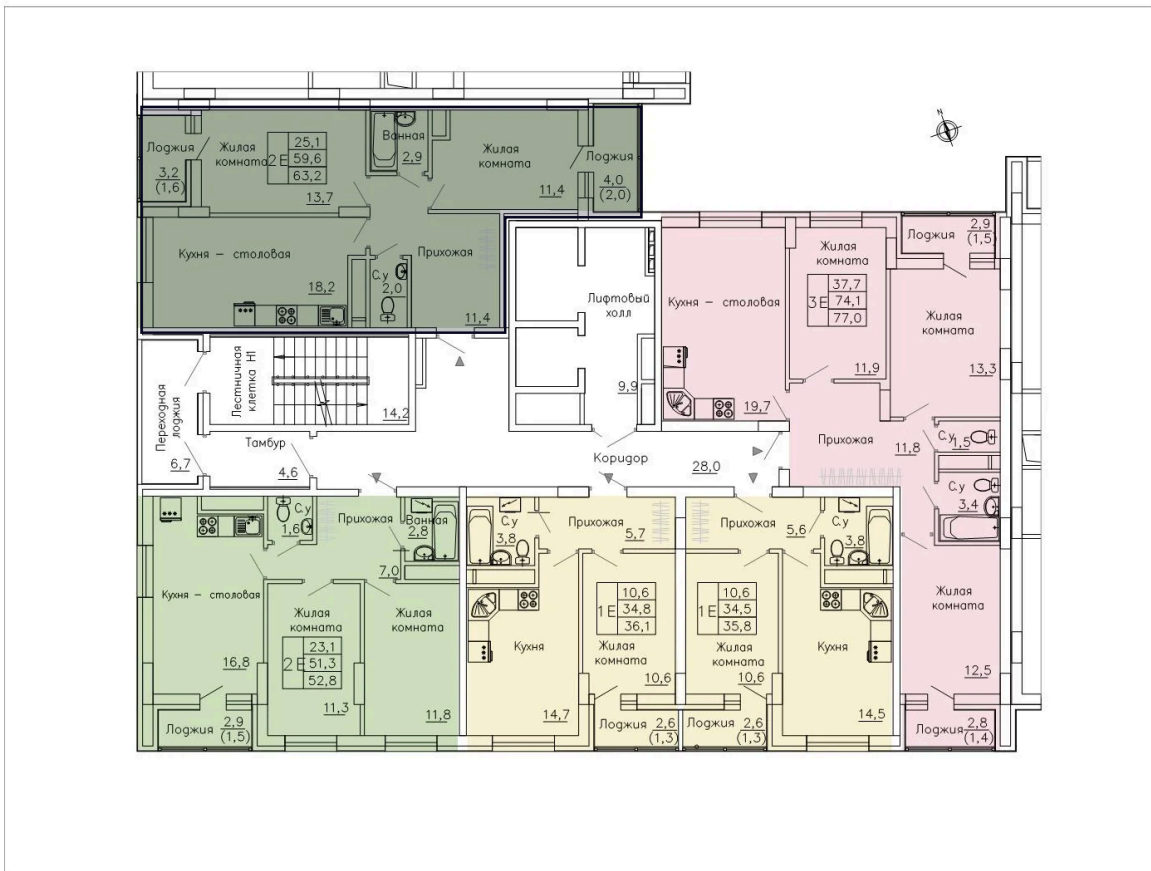 N
Лоджия
3,2
(1,6)
Жилая
комната
2 Е
25,1
59,6
63,2
13,7
Ванная
2,9
Жилая
комната
11,4
Лоджия
4,0
(2,0)
Кухня – столовая
18,2
С.у
2,0
Прихожая
11,4
Лифтовый
холл
9,9
Кухня – столовая
19,7
Жилая
комната
3 Е
37,7
74,1
77,0
11,9
Лоджия
2,9
(1,5)
Жилая
комната
13,3
Прихожая
11,8
С.у
1,5
С.у
3,4
Жилая
комната
12,5
Лоджия
2,8
(1,4)
Переходная
лоджия
6,7
Лестничная
клетка Н1
14,2
Тамбур
4,6
Коридор
28,0
Кухня – столовая
16,8
С.у
1,6
Прихожая
7,0
Ванная
2,8
Жилая
комната
2 Е
23,1
51,3
52,8
11,3
Жилая
комната
11,8
Лоджия
2,9
(1,5)
С.у
3,8
Прихожая
5,7
Кухня
14,7
1 Е
10,6
34,8
36,1
Жилая
комната
10,6
Лоджия
2,6
(1,3)
Прихожая
5,6
С.у
3,8
1 Е
10,6
34,5
35,8
Жилая
комната
10,6
Кухня
14,5
Лоджия
2,6
(1,3)